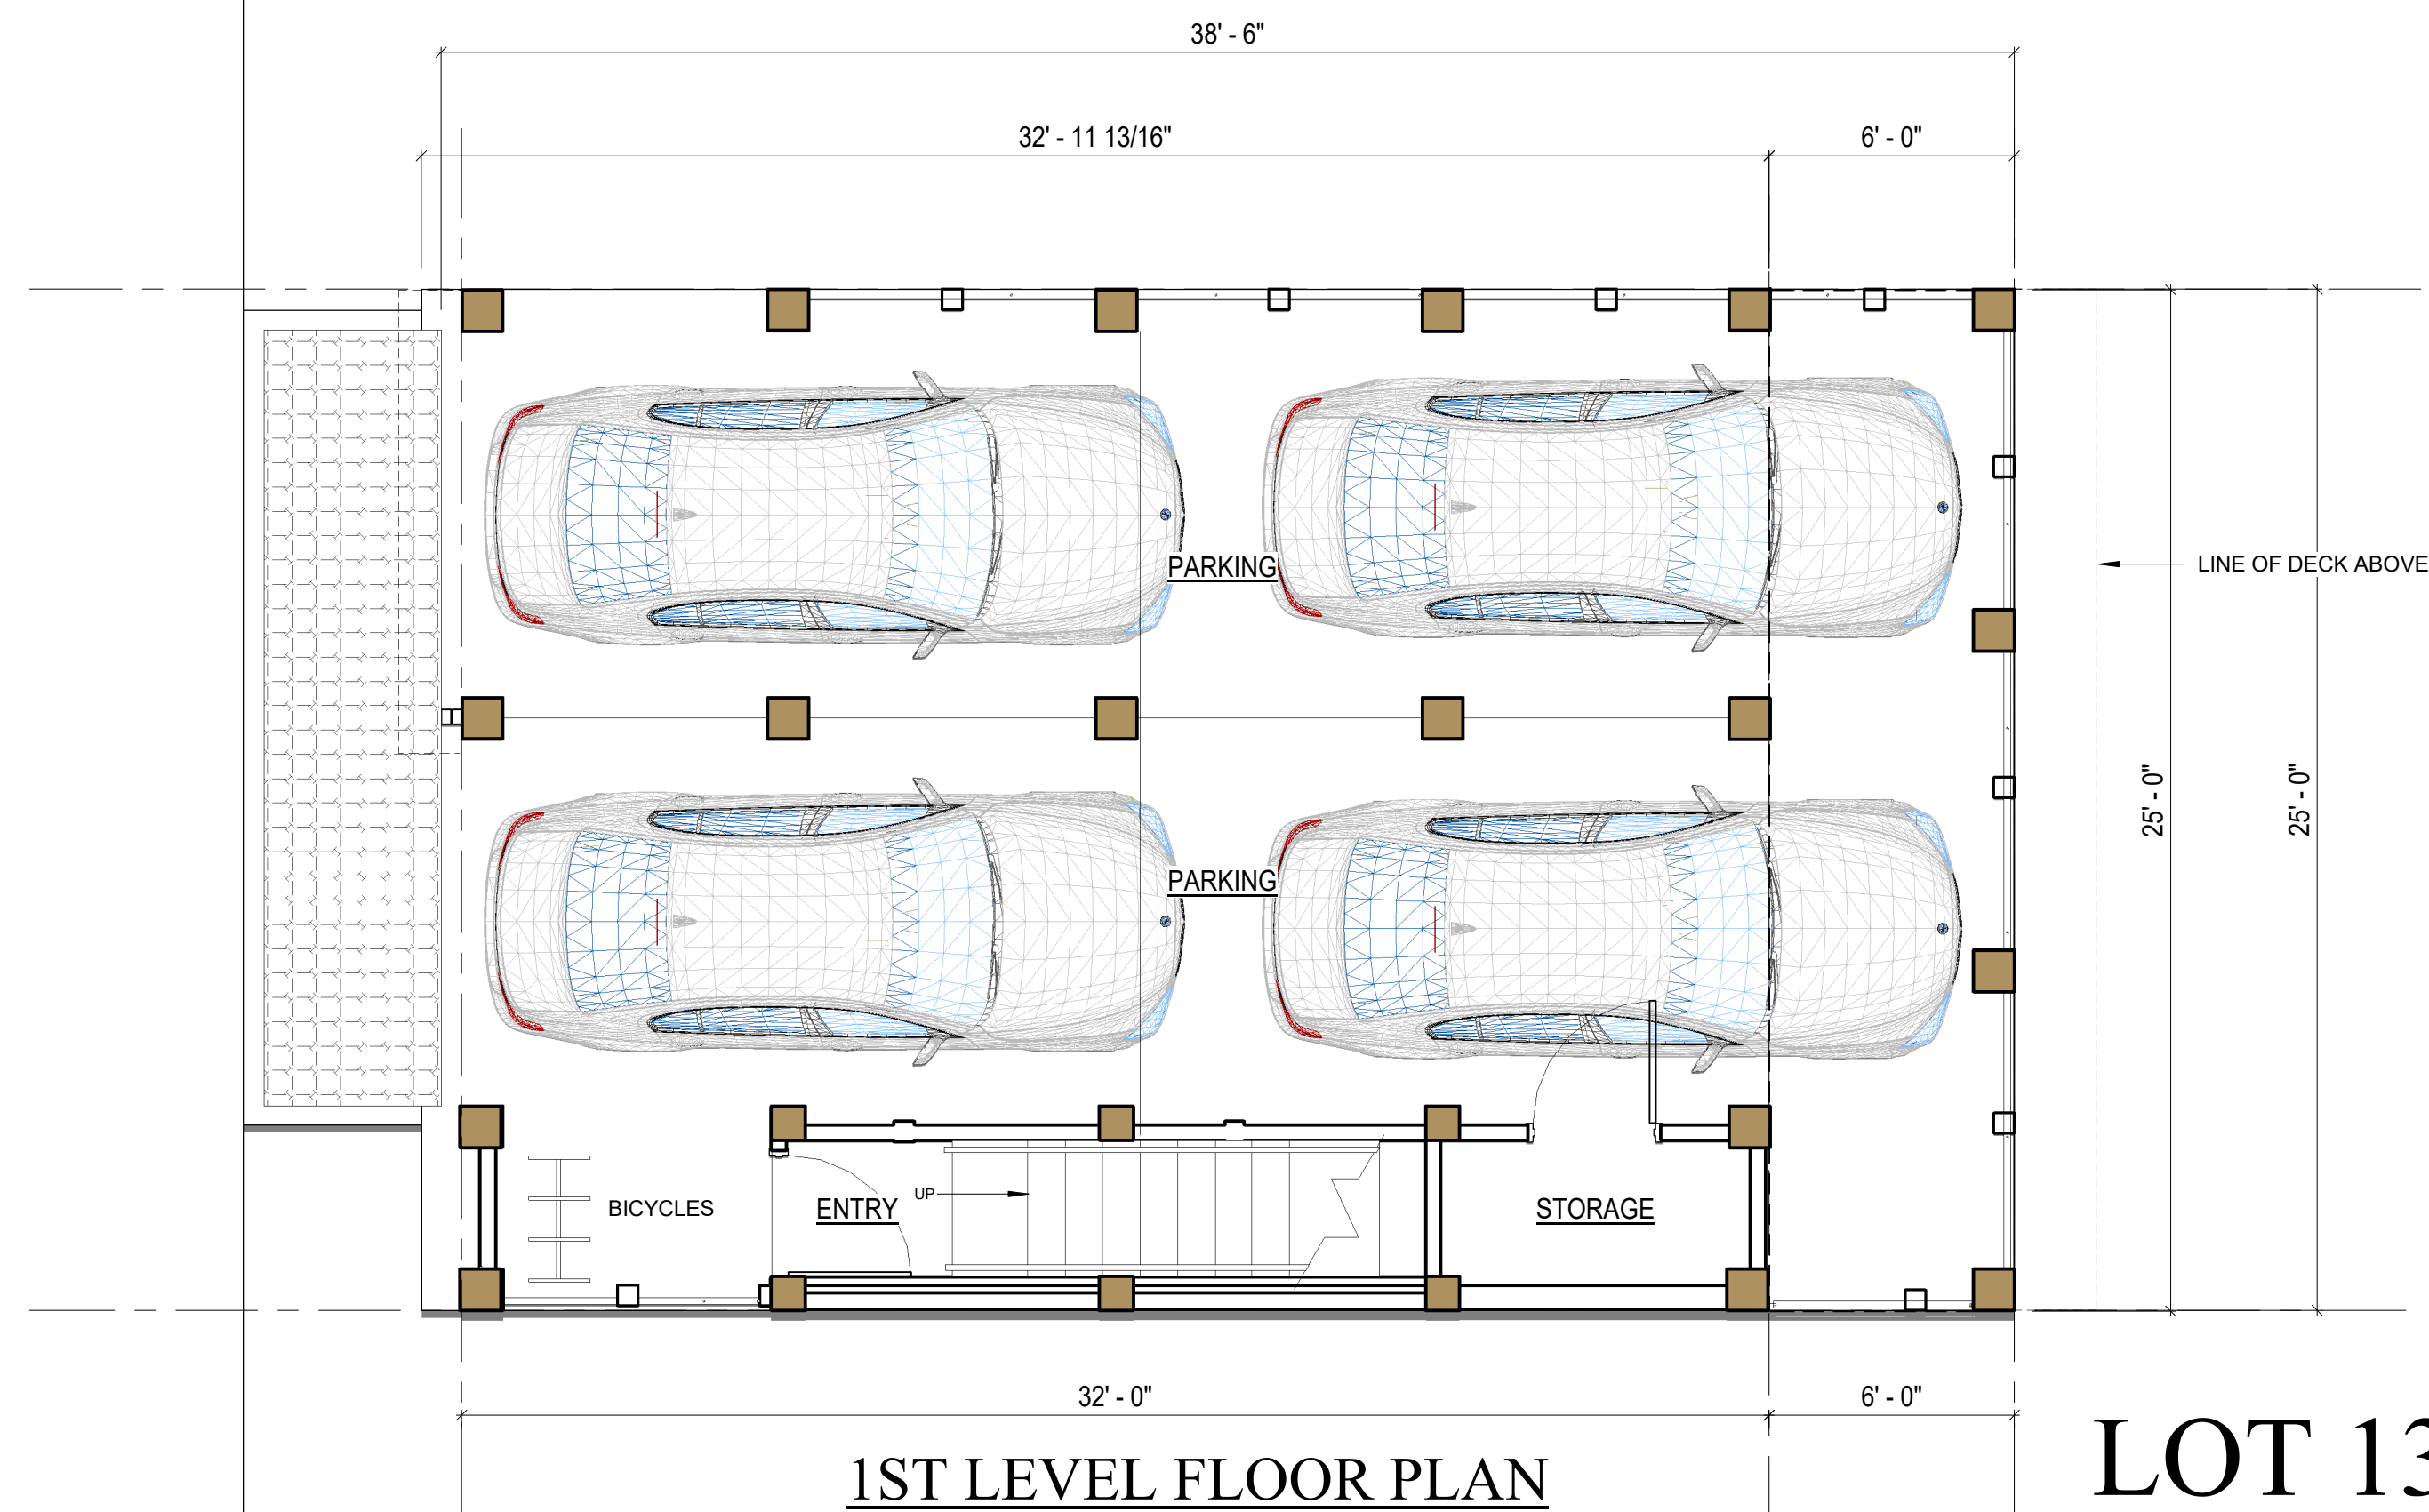 38' - 6"
32' - 11 13/16"
6' - 0"
PARKING
LINE OF DECK ABOVE
25' - 0"
25' - 0"
PARKING
BICYCLES
ENTRY
UP
STORAGE
32' - 0"
6' - 0"
1ST LEVEL FLOOR PLAN
LOT 13